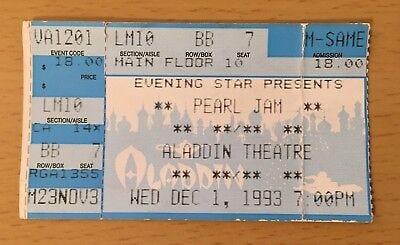 VA1201 LM10 BB 7 M-SAME
EVENT CODE SECTION/AISLE ROW/BOX SEAT ADMISSION
$ 18.00 MAIN FLOOR 10 18.00
PRICE
EVENING STAR PRESENTS
LM10 ** PEARL JAM **
SECTION/AISLE
CA 14× ** --- ** --- **
BB 7 ALADDIN THEATRE
ROW/BOX SEAT ALADDIN
RGA1355 ** --- ** --- **
M23NOV3 WED DEC 1, 1993 7:00PM